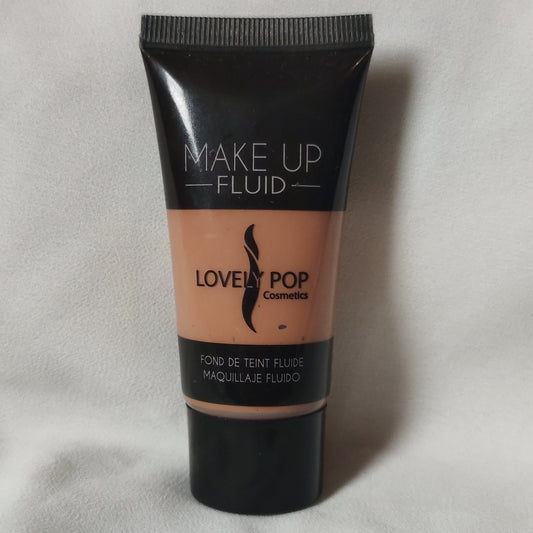 MAKE UP
FLUID
LOVELY POP
Cosmetics
FOND DE TEINT FLUIDE
MAQUILLAJE FLUIDO